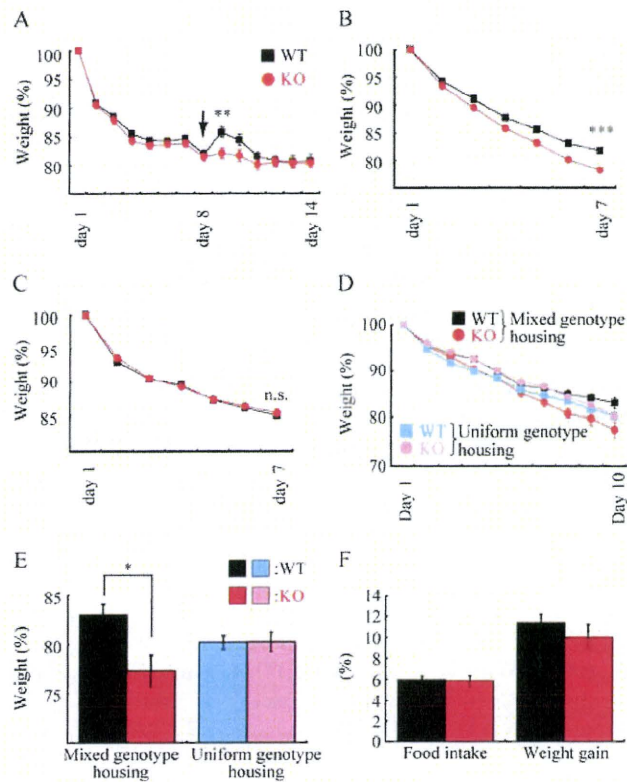 A
B
Weight (%)
100
95
90
85
80
WT
KO
**
day 1
day 8
day 14
Weight (%)
100
95
90
85
80
***
day 1
day 7
C
D
Weight (%)
100
95
90
85
n.s.
day 1
day 7
Weight (%)
100
90
80
70
WT
KO
Mixed genotype
housing
WT
KO
Uniform genotype
housing
Day 1
Day 10
E
F
Weight (%)
85
80
75
*
:WT
:KO
Mixed genotype
housing
Uniform genotype
housing
(%)
14
12
10
8
6
4
2
0
Food intake
Weight gain